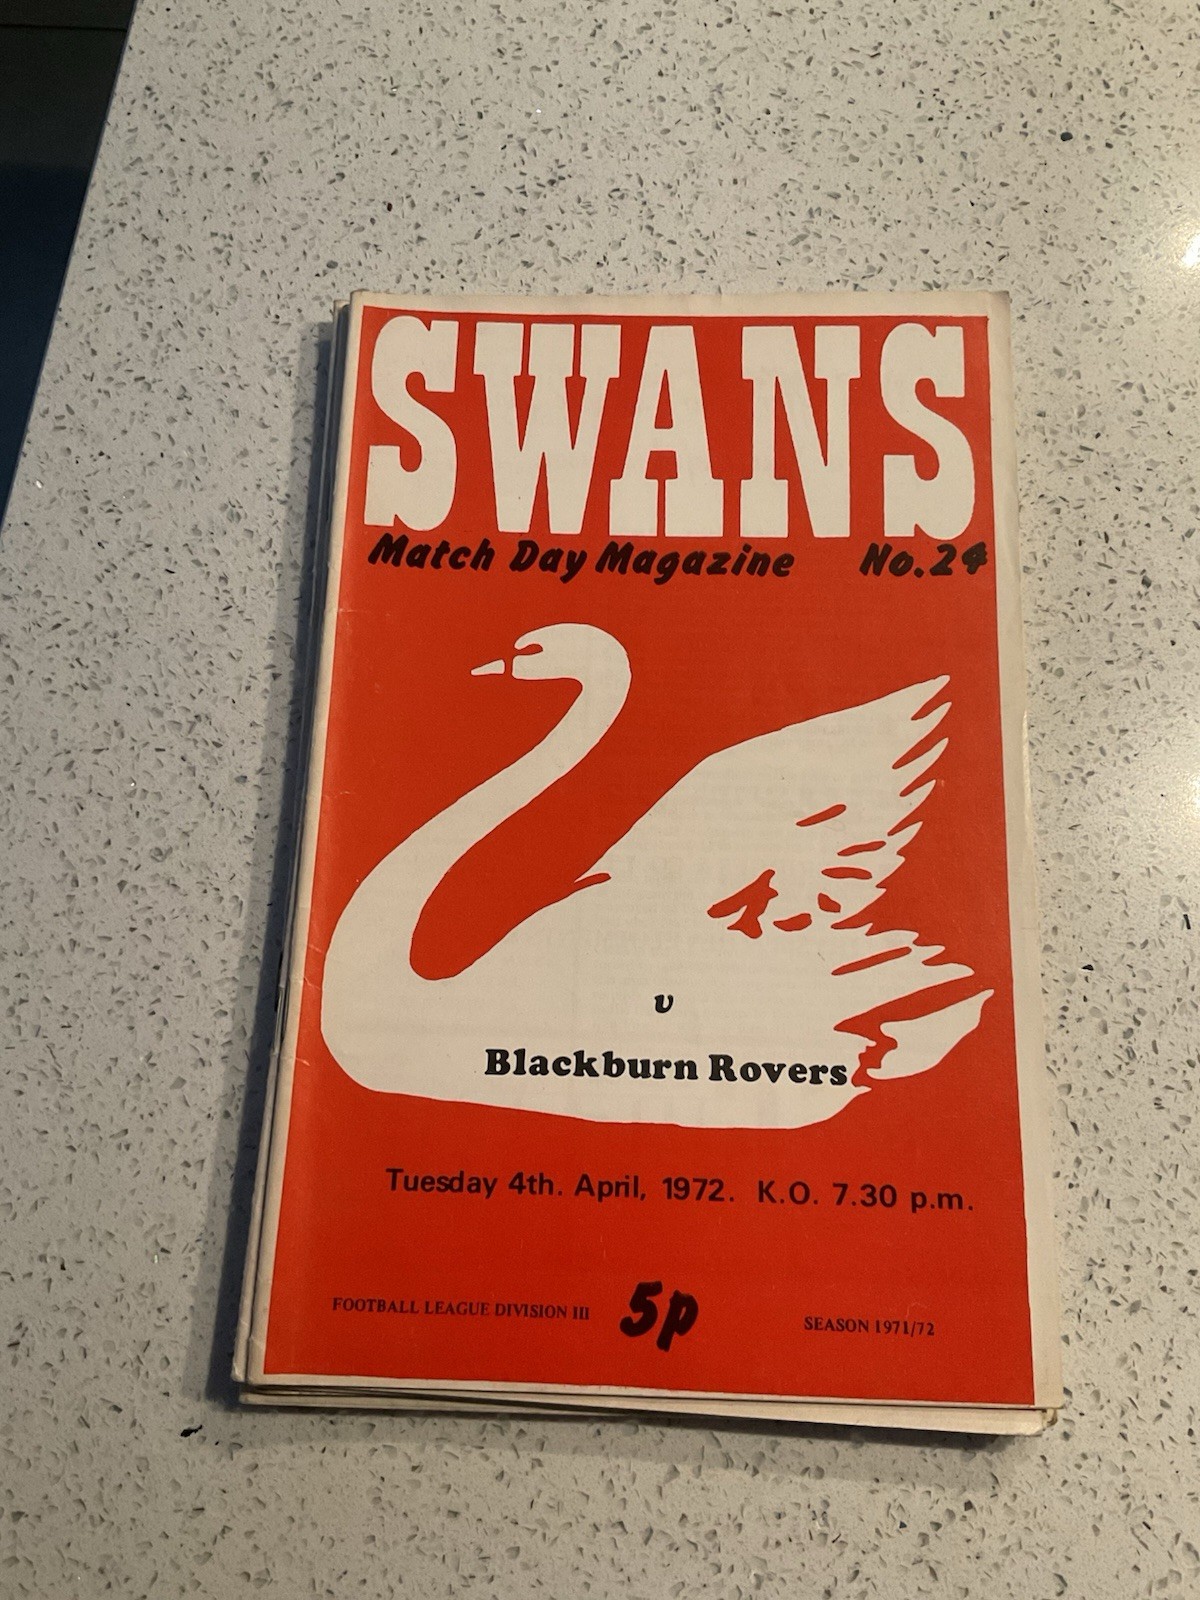 SWANS
Match Day Magazine No.24
v
Blackburn Rovers
Tuesday 4th. April, 1972. K.O. 7.30 p.m.
FOOTBALL LEAGUE DIVISION III 5p SEASON 1971/72